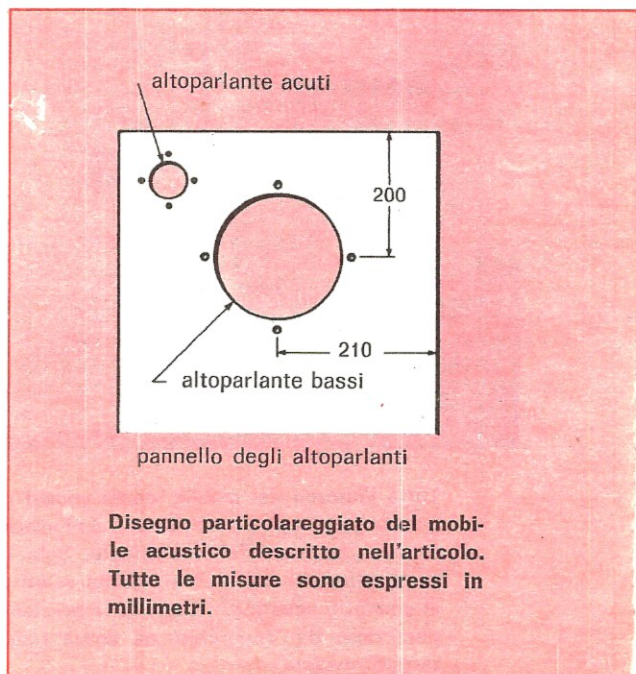 altoparlante acuti
200
210
altoparlante bassi
pannello degli altoparlanti
Disegno particolareggiato del mobi-
le acustico descritto nell'articolo.
Tutte le misure sono espressi in
millimetri.